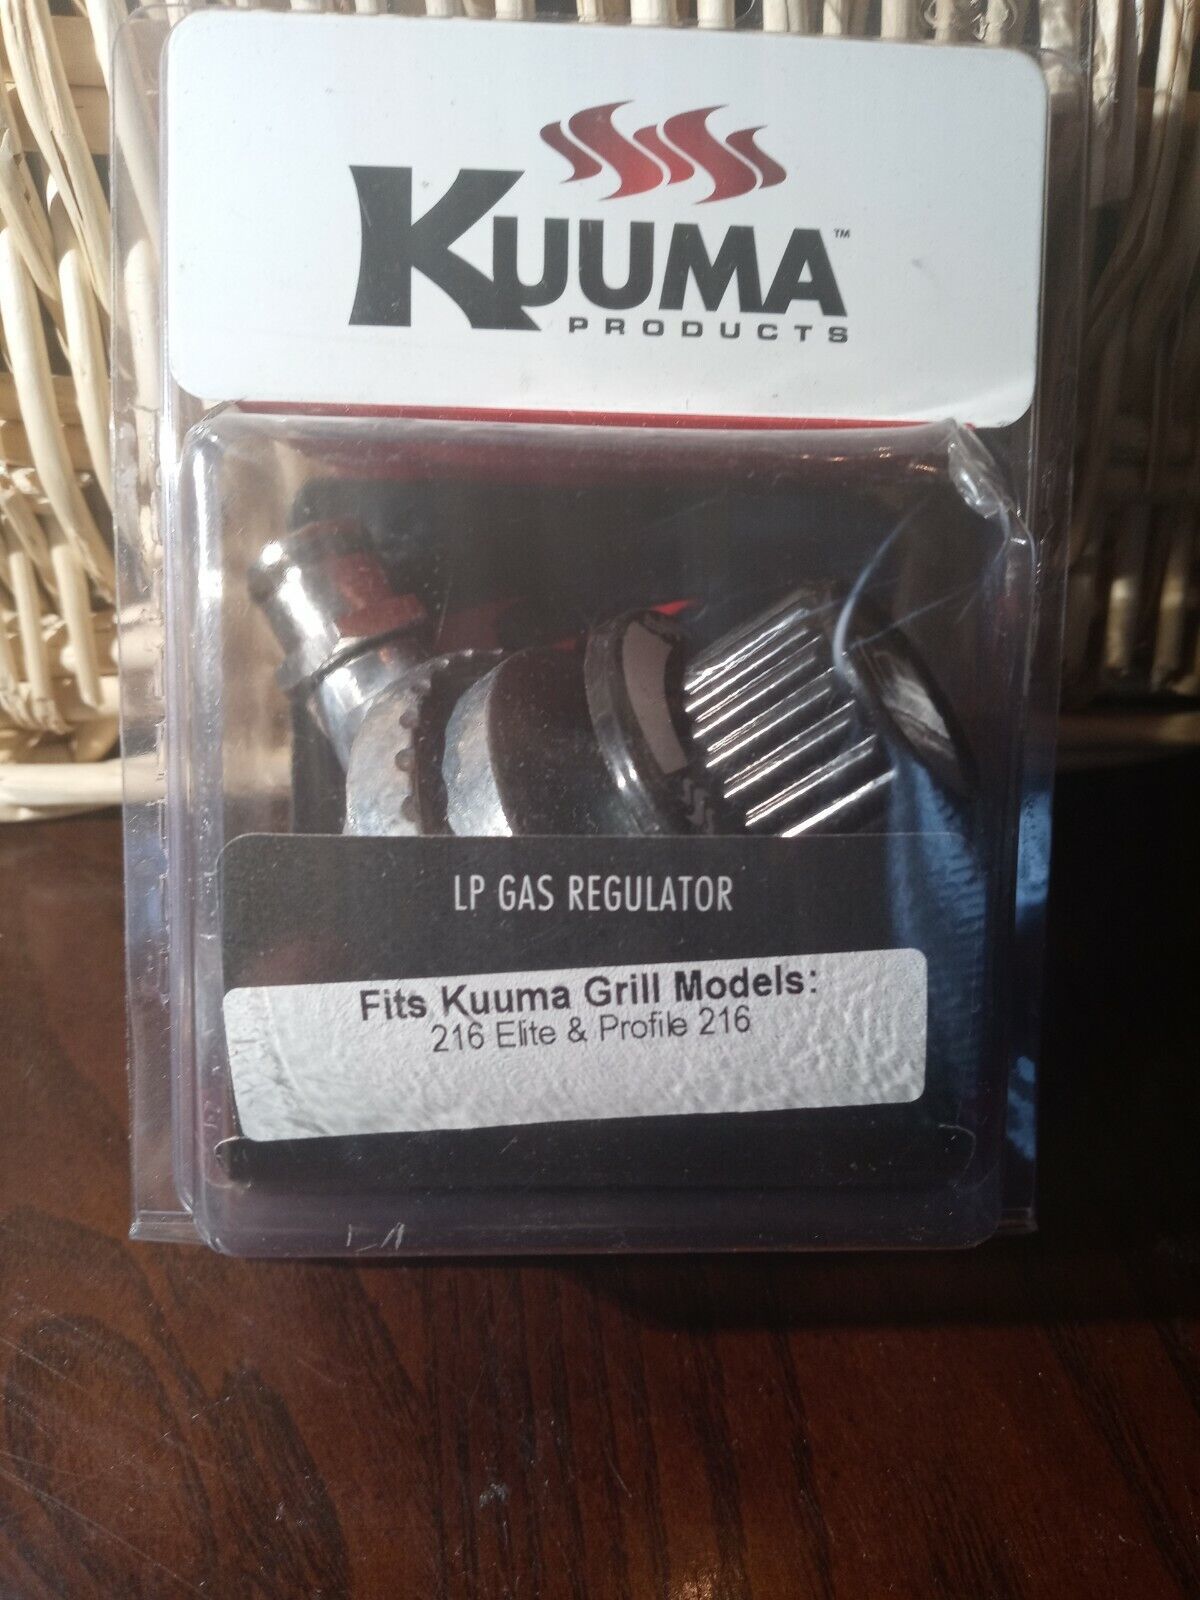 KUUMA™
PRODUCTS
LP GAS REGULATOR
Fits Kuuma Grill Models:
216 Elite & Profile 216